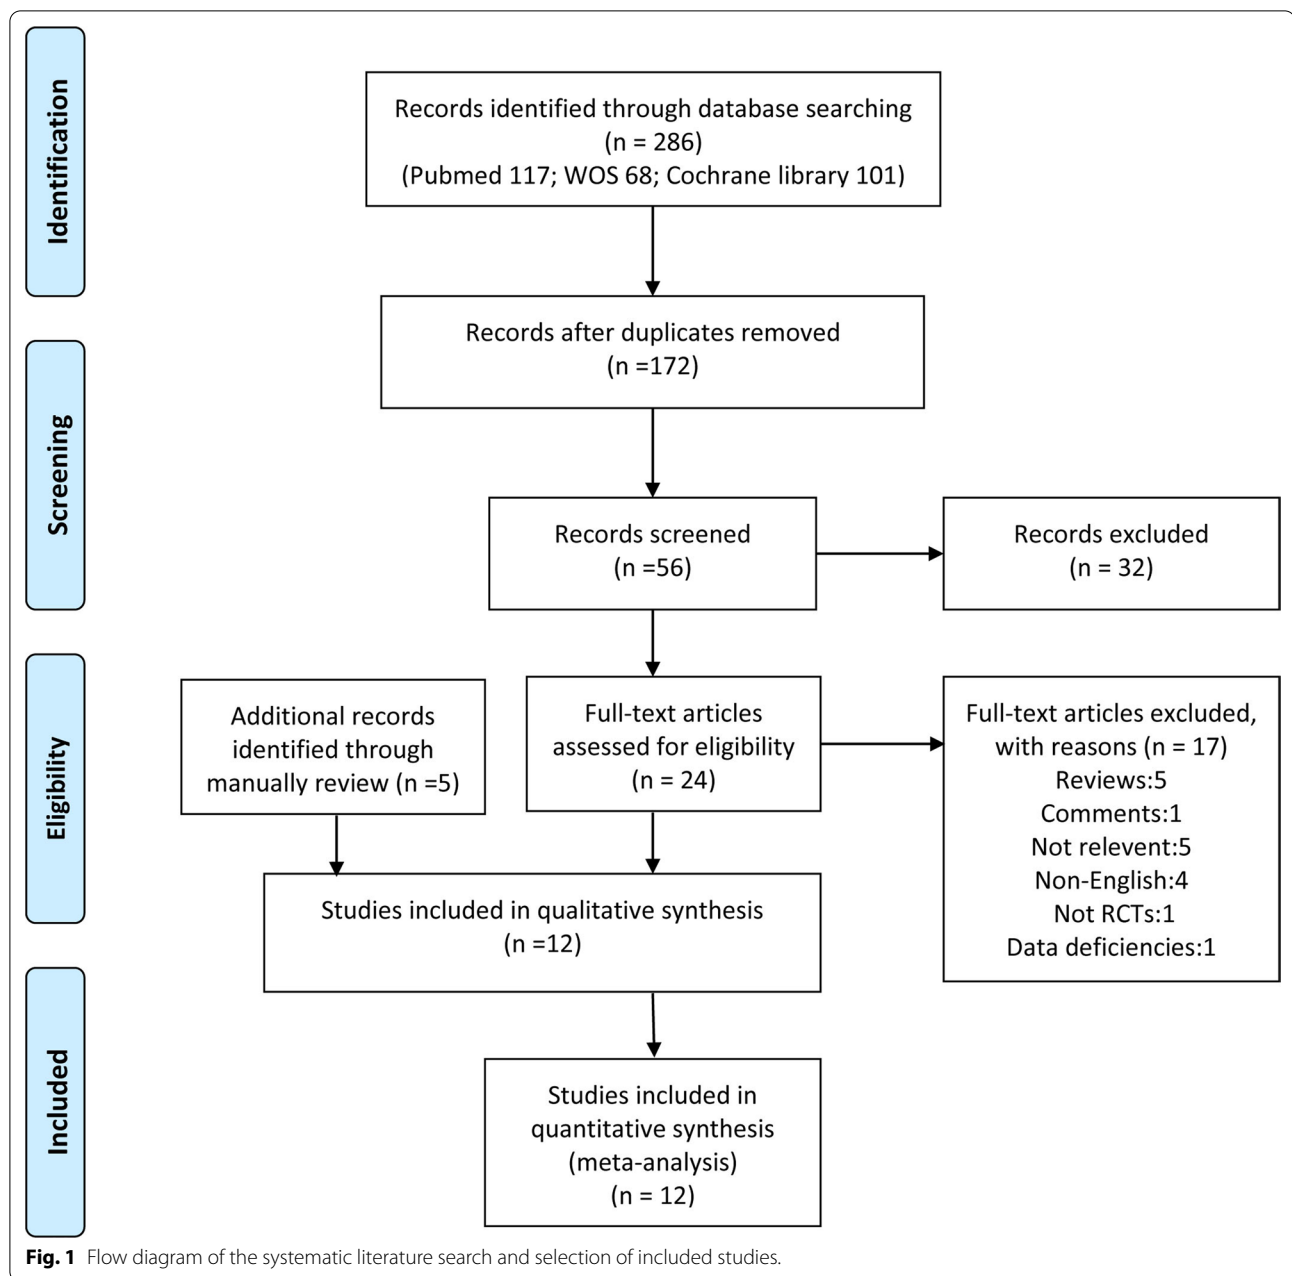 Identification
Records identified through database searching
(n = 286)
(Pubmed 117; WOS 68; Cochrane library 101)
Records after duplicates removed
(n =172)
Screening
Records screened
(n =56)
Records excluded
(n = 32)
Eligibility
Additional records
identified through
manually review (n =5)
Full-text articles
assessed for eligibility
(n = 24)
Full-text articles excluded,
with reasons (n = 17)
Reviews:5
Comments:1
Not relevent:5
Non-English:4
Not RCTs:1
Data deficiencies:1
Studies included in qualitative synthesis
(n =12)
Included
Studies included in
quantitative synthesis
(meta-analysis)
(n = 12)
Fig. 1 Flow diagram of the systematic literature search and selection of included studies.